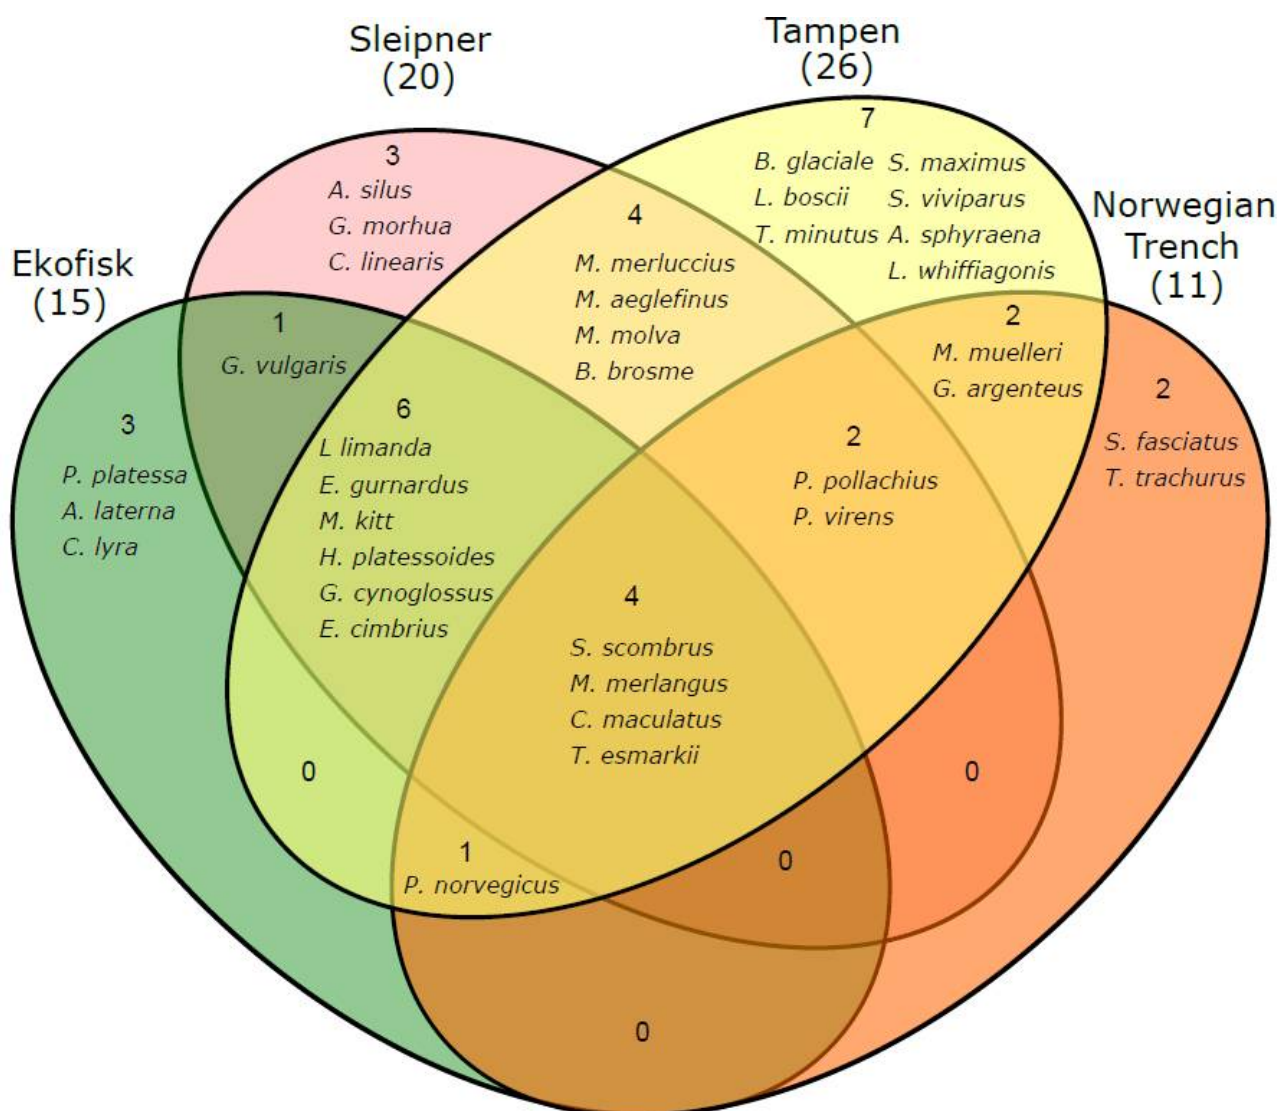 Sleipner
(20)
Tampen
(26)
Norwegian
Trench
(11)
Ekofisk
(15)
3
A. silus
G. morhua
C. linearis
4
M. merluccius
M. aeglefinus
M. molva
B. brosme
7
B. glaciale
L. boscii
T. minutus
S. maximus
S. viviparus
A. sphyraena
L. whiffiagonis
1
G. vulgaris
2
M. muelleri
G. argenteus
3
P. platessa
A. laterna
C. lyra
6
L limanda
E. gurnardus
M. kitt
H. platessoides
G. cynoglossus
E. cimbrius
2
P. pollachius
P. virens
2
S. fasciatus
T. trachurus
4
S. scombrus
M. merlangus
C. maculatus
T. esmarkii
0
0
1
P. norvegicus
0
0